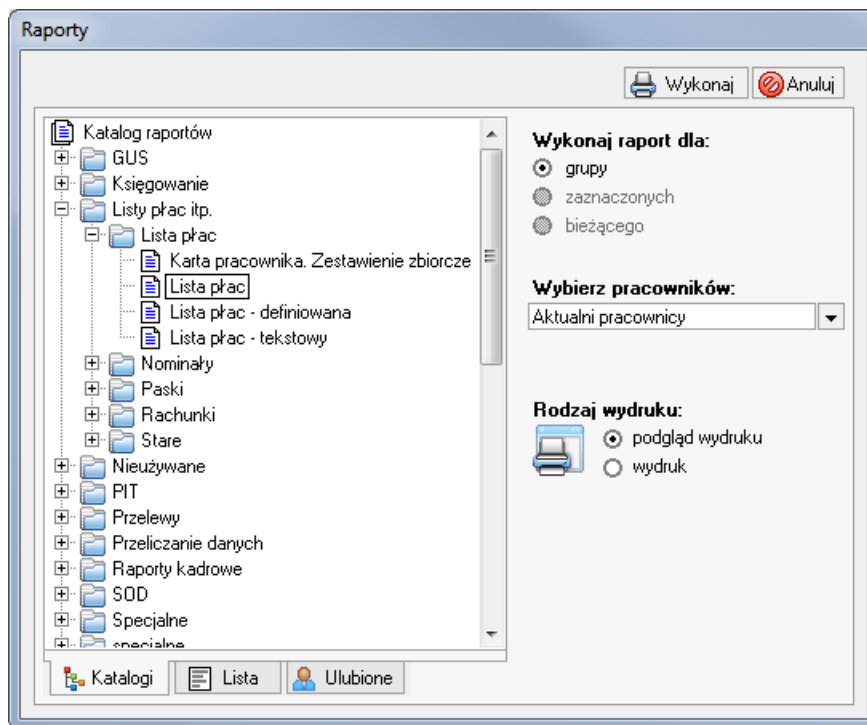 Raporty
Wykonaj
Anuluj
Katalog raportów
GUS
Księgowanie
Listy płac itp.
Lista płac
Karta pracownika. Zestawienie zbiorcze
Lista płac
Lista płac - definiowana
Lista płac - tekstowy
Nominały
Paski
Rachunki
Stare
Nieużywane
PIT
Przelewy
Przeliczanie danych
Raporty kadrowe
SOD
Specjalne
specjalne
Katalogi
Lista
Ulubione
Wykonaj raport dla:
grupy
zaznaczonych
bieżącego
Wybierz pracowników:
Aktualni pracownicy
Rodzaj wydruku:
podgląd wydruku
wydruk